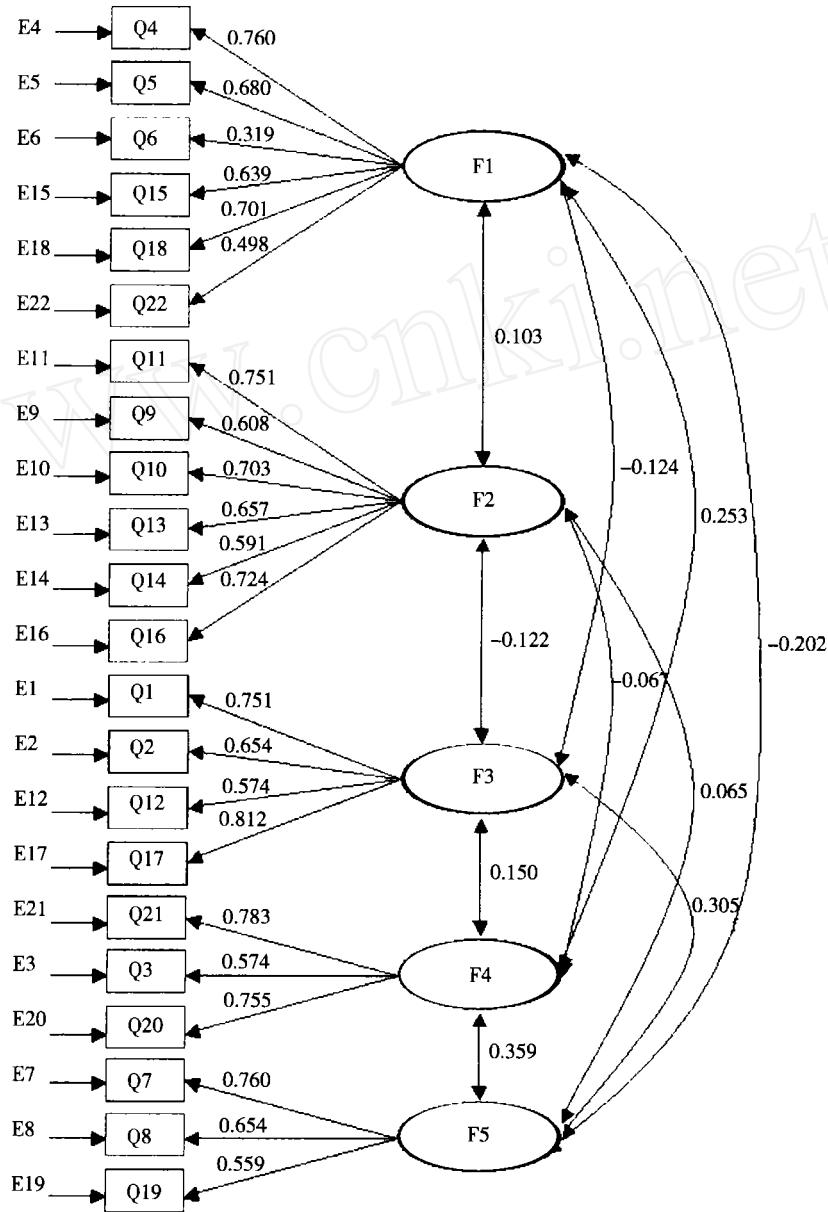 E4 Q4 0.760
E5 Q5 0.680
E6 Q6 0.319
E15 Q15 0.639
F1
E18 Q18 0.701
E22 Q22 0.498
www.cnki.net
0.103
E11 Q11 0.751
E9 Q9 0.608
E10 Q10 0.703
-0.124
F2
0.253
E13 Q13 0.657
E14 Q14 0.591
E16 Q16 0.724
-0.122
-0.202
E1 Q1 0.751
-0.067
E2 Q2 0.654
F3
0.065
E12 Q12 0.574
E17 Q17 0.812
0.150
0.305
E21 Q21 0.783
E3 Q3 0.574
F4
E20 Q20 0.755
0.359
E7 Q7 0.760
E8 Q8 0.654
F5
E19 Q19 0.559